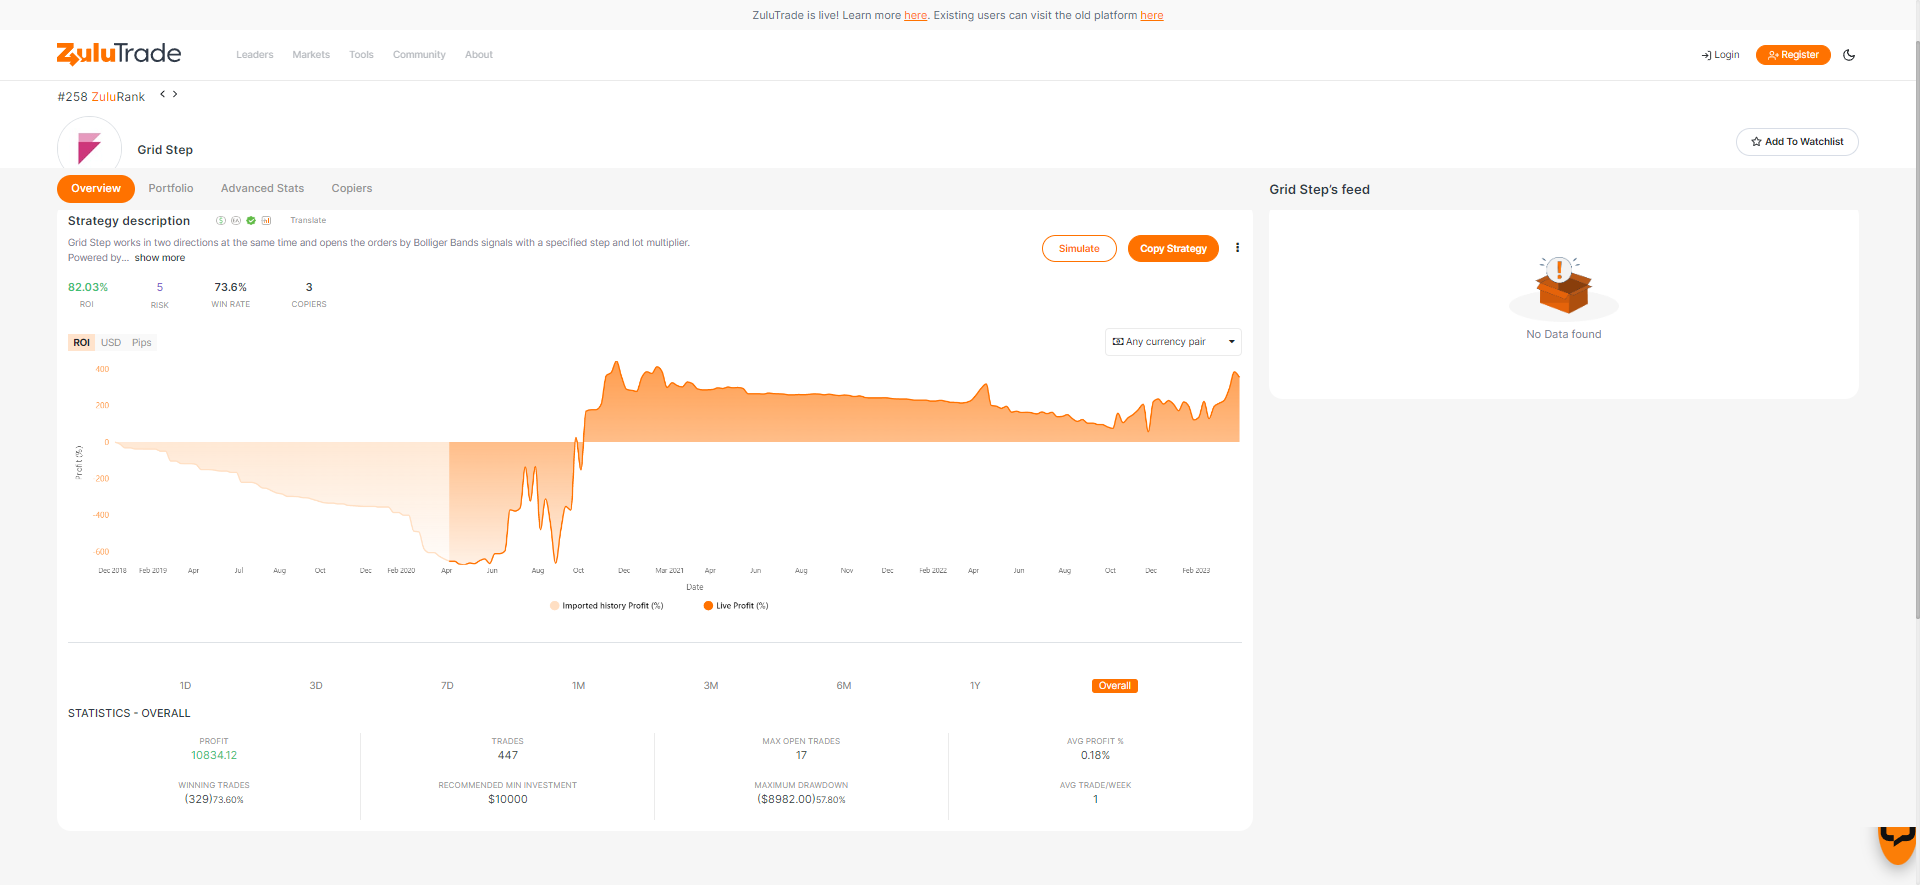 ZuluTrade is live! Learn more here. Existing users can visit the old platform here
ZuluTrade
Leaders Markets Tools Community About
Login Register
#258 ZuluRank
Grid Step
Add To Watchlist
Overview Portfolio Advanced Stats Copiers
Grid Step's feed
Strategy description Translate
Grid Step works in two directions at the same time and opens the orders by Bolliger Bands signals with a specified step and lot multiplier.
Powered by... show more
Simulate Copy Strategy
82.03% 5 73.6% 3
ROI RISK WIN RATE COPIERS
No Data found
ROI USD Pips
Any currency pair
400
200
0
200
-400
-600
Profit (%)
Dec 2018 Feb 2019 Apr Jul Aug Oct Dec Feb 2020 Apr Jun Aug Oct Dec Mar 2021 Apr Jun Aug Nov Dec Feb 2022 Apr Jun Aug Oct Dec Feb 2023
Date
Imported history Profit (%) Live Profit (%)
1D 3D 7D 1M 3M 6M 1Y Overall
STATISTICS - OVERALL
PROFIT TRADES MAX OPEN TRADES AVG PROFIT %
10834.12 447 17 0.18%
WINNING TRADES RECOMMENDED MIN INVESTMENT MAXIMUM DRAWDOWN AVG TRADE/WEEK
(329)73.60% $10000 ($8982.00)57.80% 1